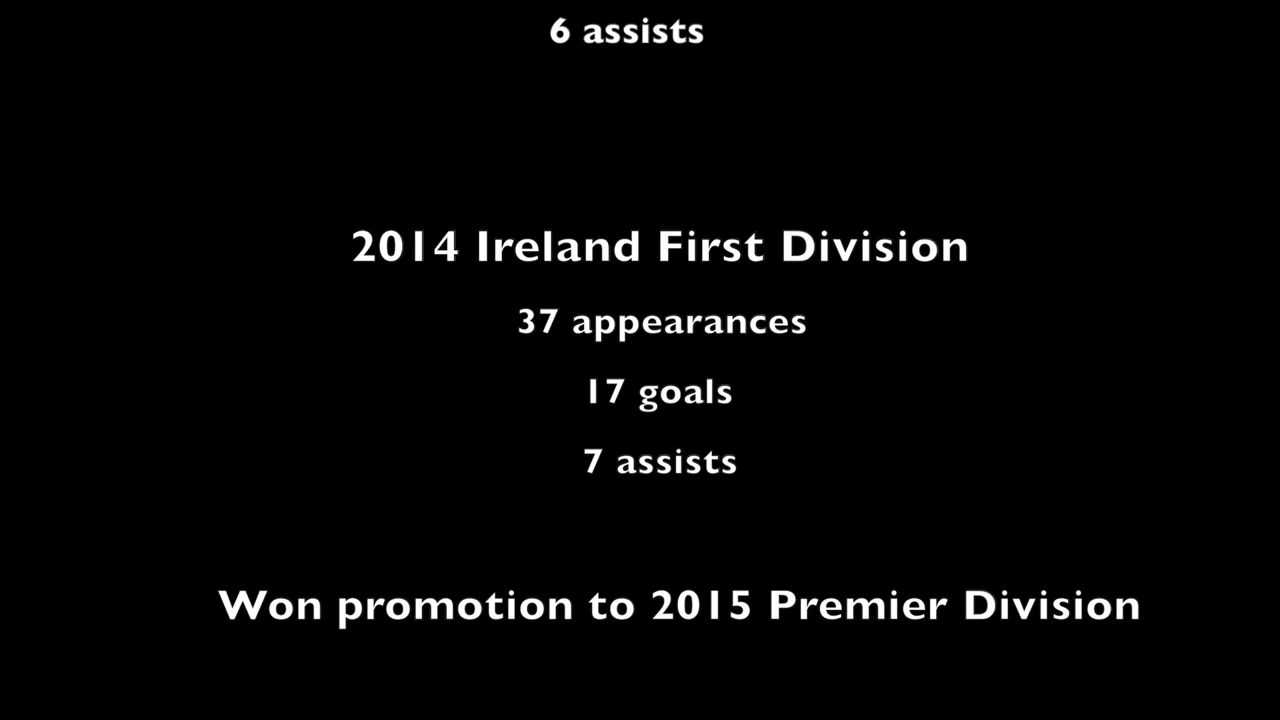 6 assists
2014 Ireland First Division
37 appearances
17 goals
7 assists
Won promotion to 2015 Premier Division